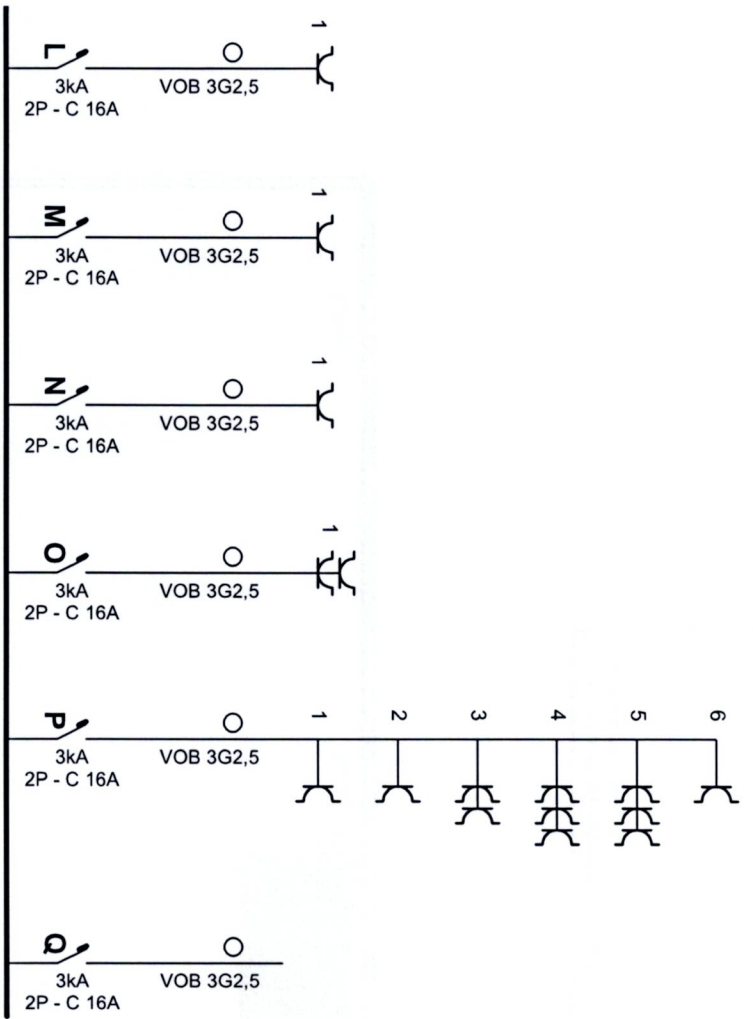 L
1
3kA
VOB 3G2,5
2P - C 16A
M
1
3kA
VOB 3G2,5
2P - C 16A
N
1
3kA
VOB 3G2,5
2P - C 16A
O
1
3kA
VOB 3G2,5
2P - C 16A
P
1
2
3
4
5
6
3kA
VOB 3G2,5
2P - C 16A
Q
3kA
VOB 3G2,5
2P - C 16A